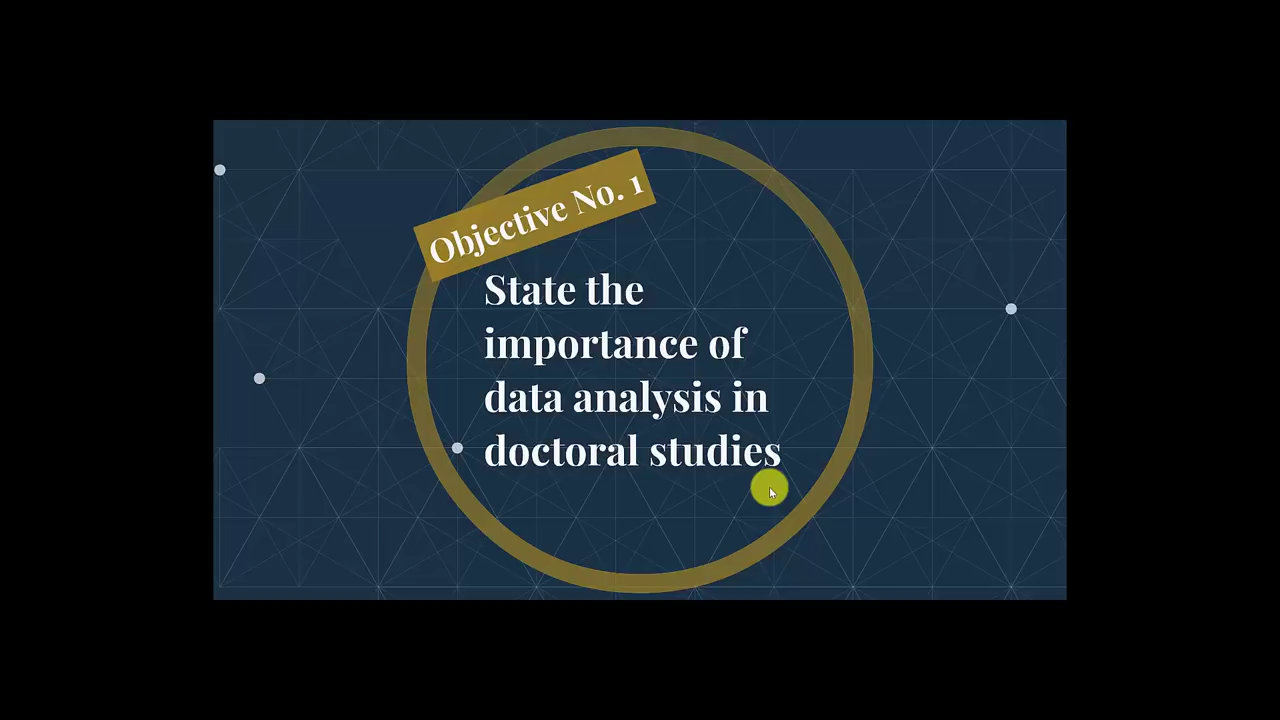 Objective No. 1
State the
importance of
data analysis in
doctoral studies